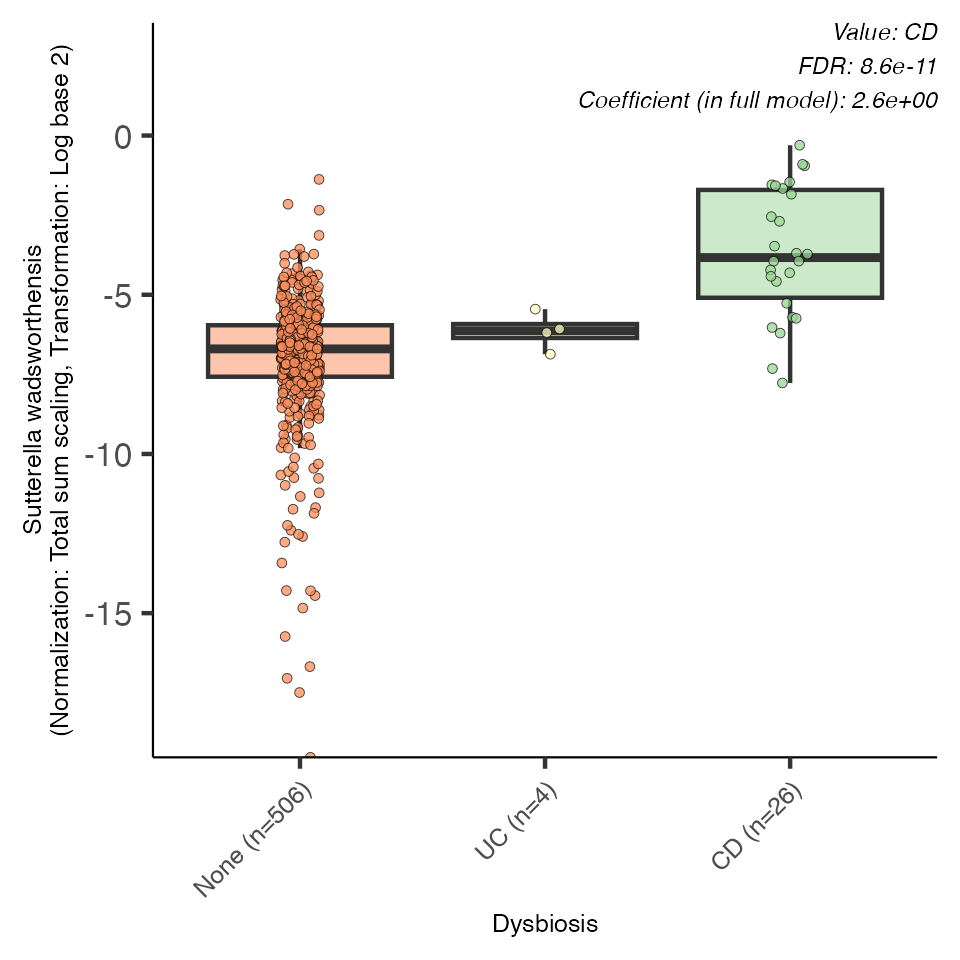 Value: CD
FDR: 8.6e-11
Coefficient (in full model): 2.6e+00
Sutterella wadsworthensis
(Normalization: Total sum scaling, Transformation: Log base 2)
0
-5
-10
-15
None (n=506)
UC (n=4)
CD (n=26)
Dysbiosis